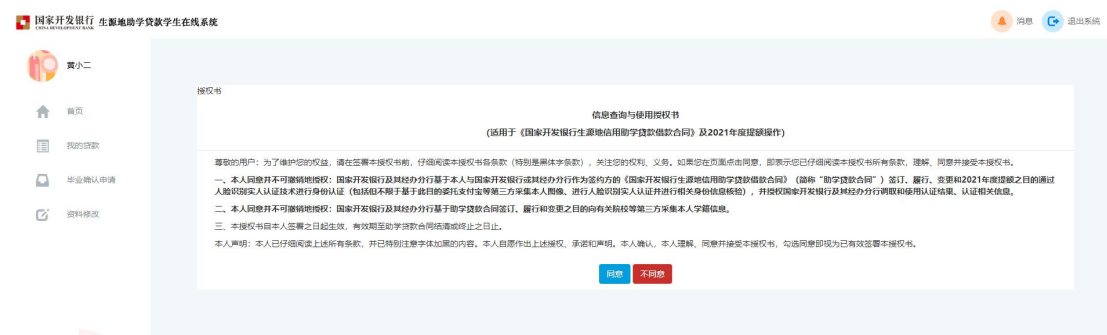 国家开发银行 生源地助学贷款学生在线系统
CHINA DEVELOPMENT BANK
消息
退出系统
黄小二
首页
我的贷款
毕业确认申请
资料修改
授权书
信息查询与使用授权书
(适用于《国家开发银行生源地信用助学贷款借款合同》及2021年度提额操作)
尊敬的用户：为了维护您的权益，请在签署本授权书前，仔细阅读本授权书各条款（特别是黑体字条款），关注您的权利、义务。如果您在页面点击同意，即表示您已仔细阅读本授权书所有条款，理解、同意并接受本授权书。
一、本人同意并不可撤销地授权：国家开发银行及其经办分行基于本人与国家开发银行或其经办分行作为签约方的《国家开发银行生源地信用助学贷款借款合同》（简称“助学贷款合同”）签订、履行、变更和2021年度提额之目的通过
人脸识别实人认证技术进行身份认证（包括但不限于基于此目的委托支付宝等第三方采集本人图像、进行人脸识别实人认证并进行相关身份信息核验），并授权国家开发银行及其经办分行调取和使用认证结果、认证相关信息。
二、本人同意并不可撤销地授权：国家开发银行及其经办分行基于助学贷款合同签订、履行和变更之目的向有关院校等第三方采集本人学籍信息。
三、本授权书自本人签署之日起生效，有效期至助学贷款合同结清或终止之日止。
本人声明：本人已仔细阅读上述所有条款，并已特别注意字体加黑的内容。本人自愿作出上述授权、承诺和声明。本人确认，本人理解、同意并接受本授权书，勾选同意即视为已有效签署本授权书。
同意
不同意